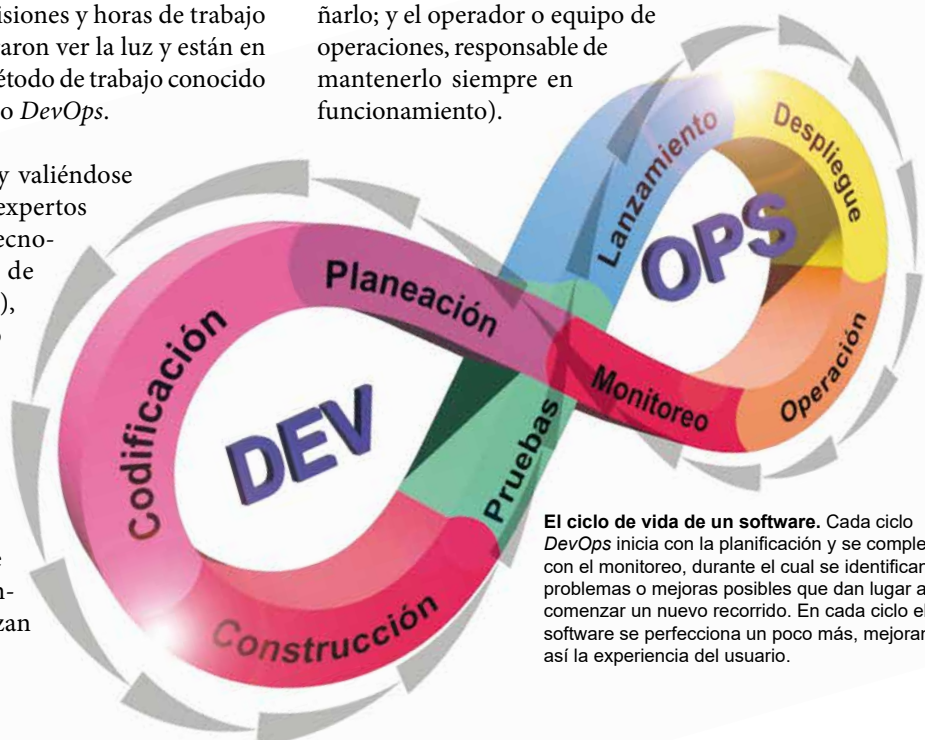 isiones y horas de trabajo
aron ver la luz y están en
étodo de trabajo conocido
o DevOps.
y valiéndose
expertos
ecno-
de
),
n-
zan
ñarlo; y el operador o equipo de
operaciones, responsable de
mantenerlo siempre en
funcionamiento).
Planeación
Codificación
DEV
Construcción
Pruebas
Lanzamiento
Despliegue
OPS
Operación
Monitoreo
El ciclo de vida de un software. Cada ciclo
DevOps inicia con la planificación y se comple
con el monitoreo, durante el cual se identifican
problemas o mejoras posibles que dan lugar a
comenzar un nuevo recorrido. En cada ciclo el
software se perfecciona un poco más, mejoran
así la experiencia del usuario.